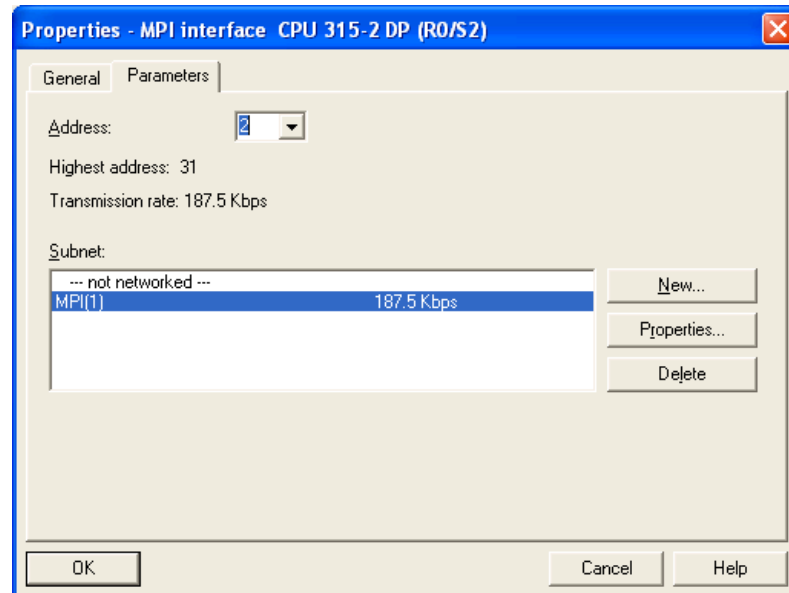 Properties - MPI interface CPU 315-2 DP (R0/S2)
General Parameters
Address: 2
Highest address: 31
Transmission rate: 187.5 Kbps
Subnet:
--- not networked ---
MPI(1) 187.5 Kbps
New...
Properties...
Delete
OK Cancel Help